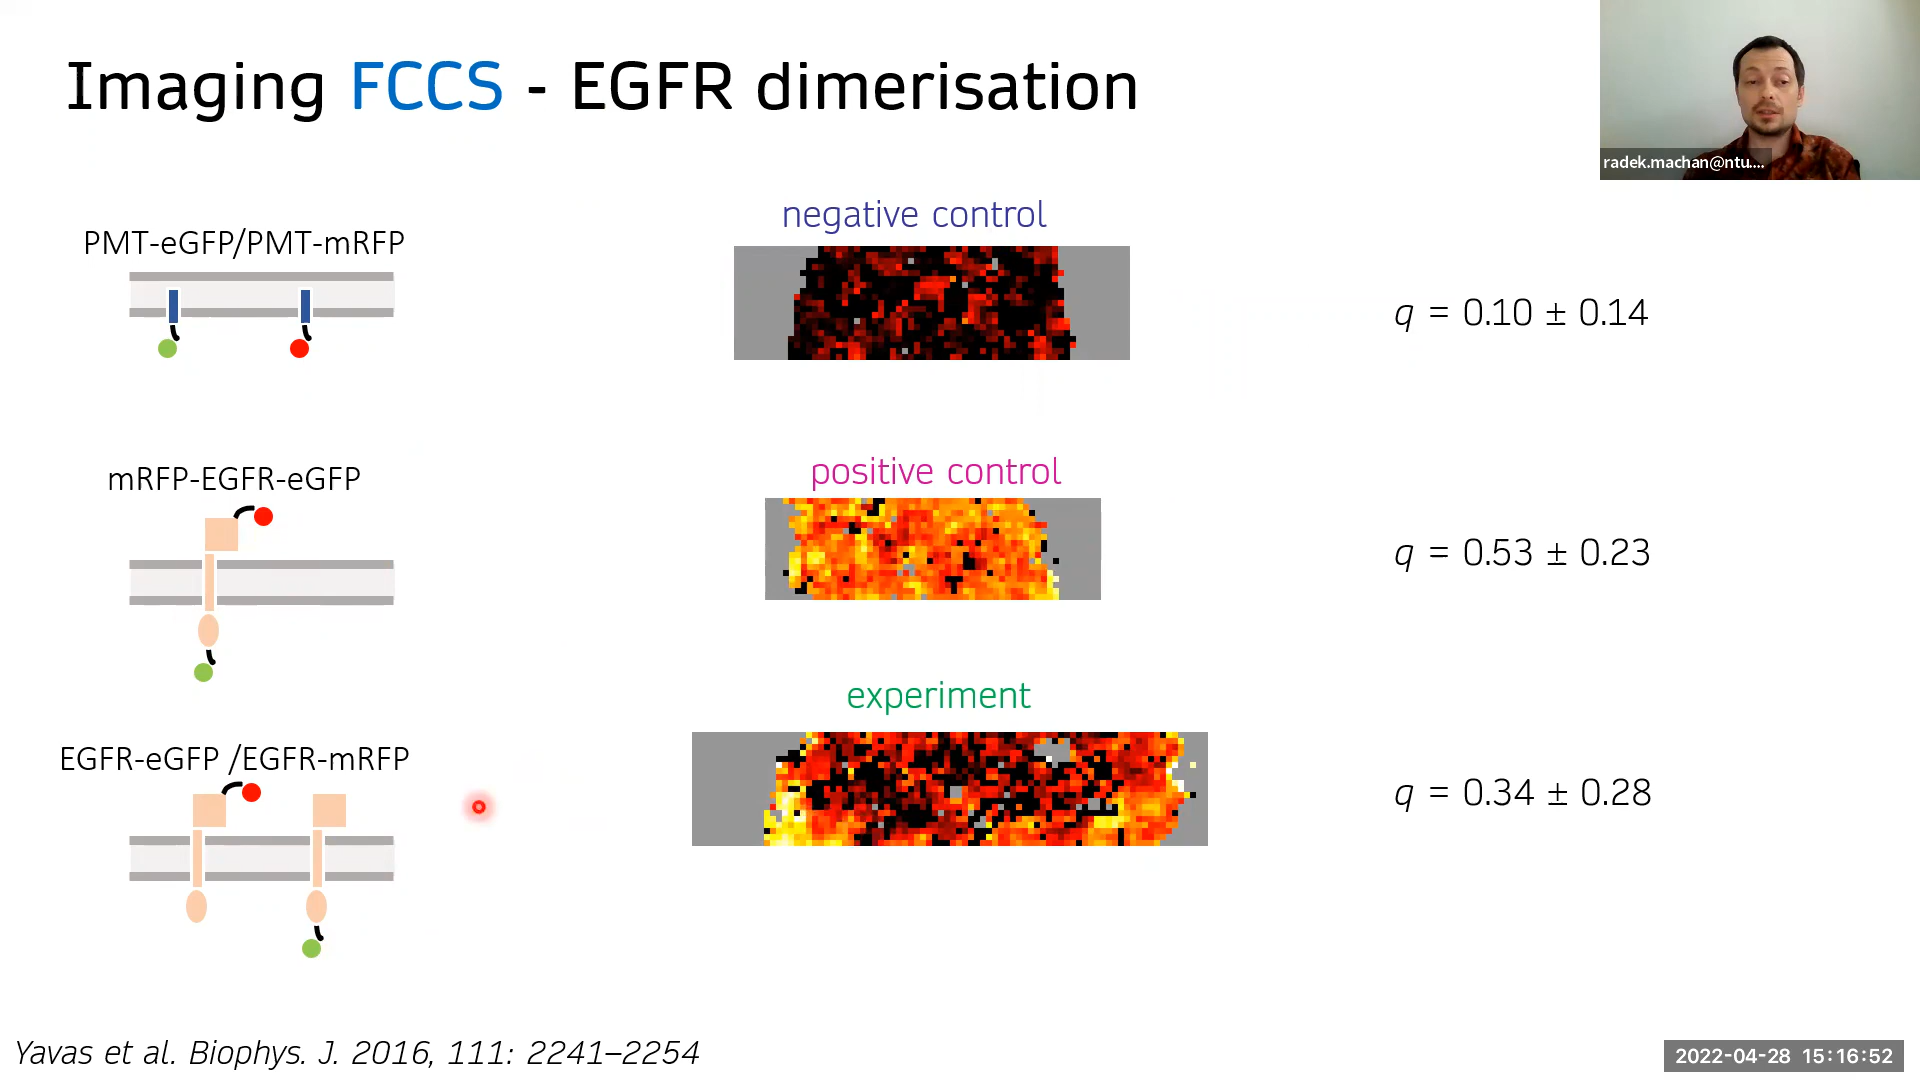 Imaging FCCS - EGFR dimerisation
radek.machan@ntu....
negative control
PMT-eGFP/PMT-mRFP
q = 0.10 ± 0.14
positive control
mRFP-EGFR-eGFP
q = 0.53 ± 0.23
experiment
EGFR-eGFP /EGFR-mRFP
q = 0.34 ± 0.28
Yavas et al. Biophys. J. 2016, 111: 2241–2254
2022-04-28 15:16:52